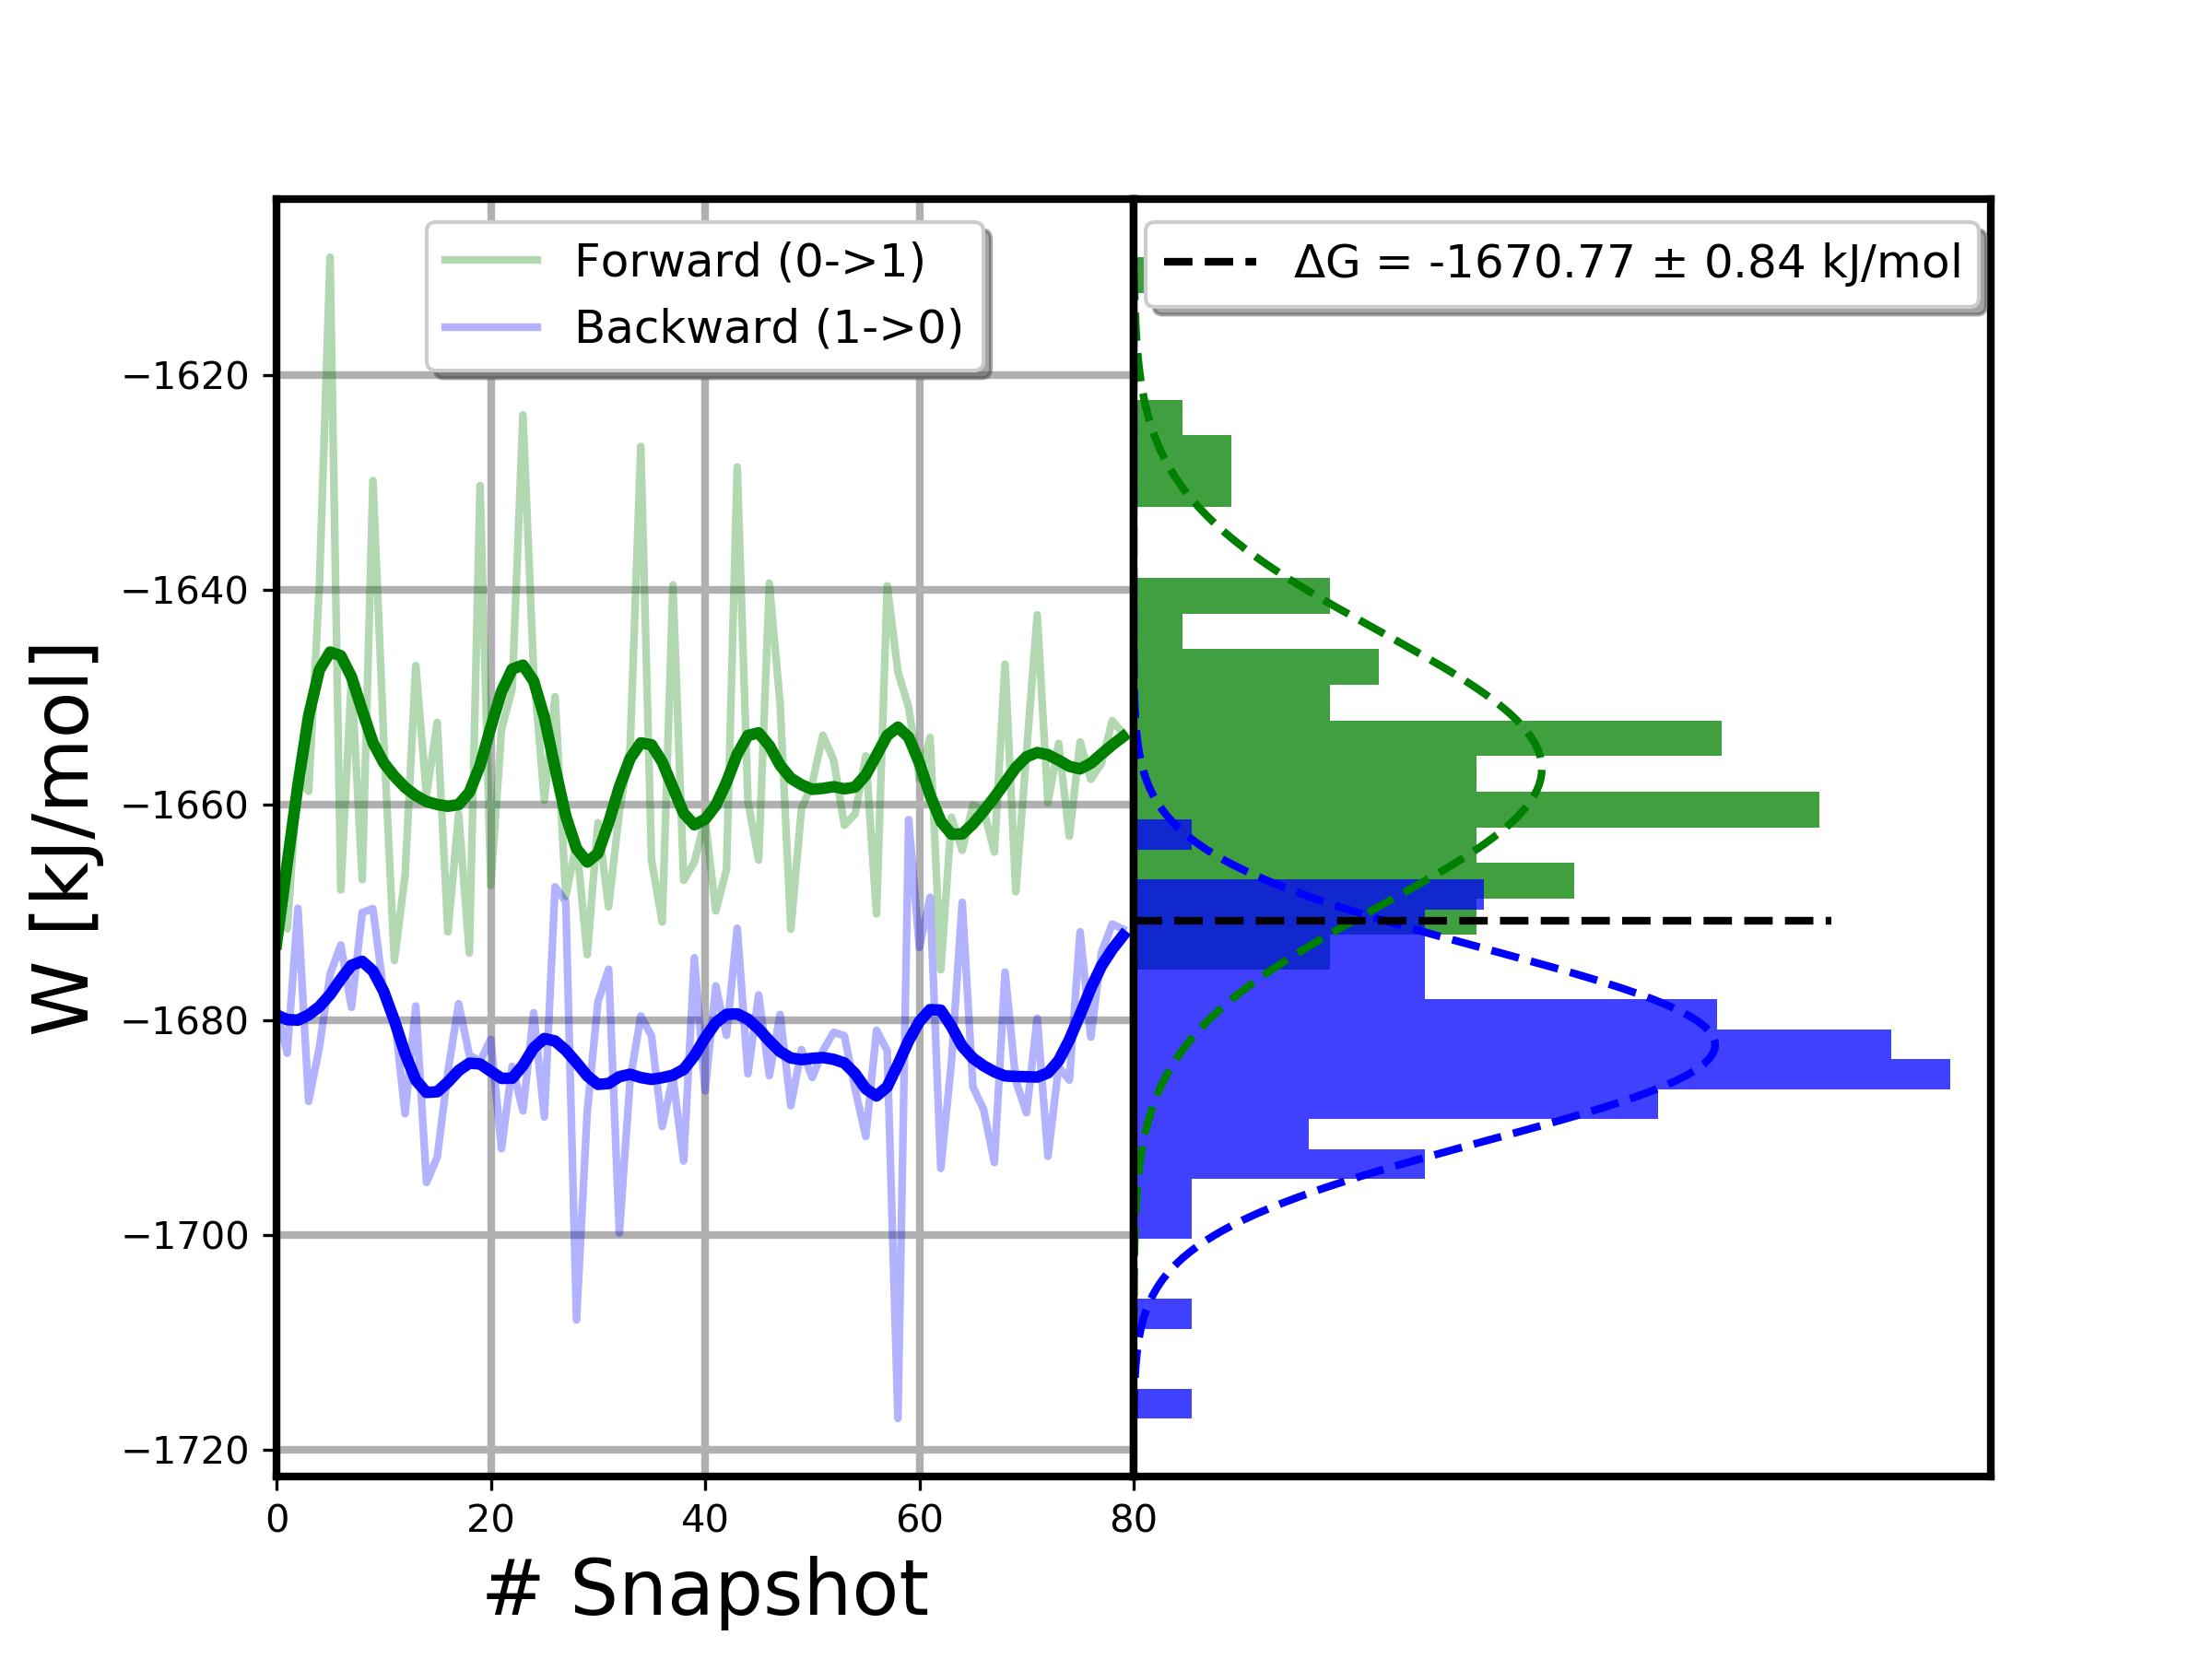 Forward (0->1)
Backward (1->0)
ΔG = -1670.77 ± 0.84 kJ/mol
W [kJ/mol]
−1620
−1640
−1660
−1680
−1700
−1720
0 20 40 60 80
# Snapshot